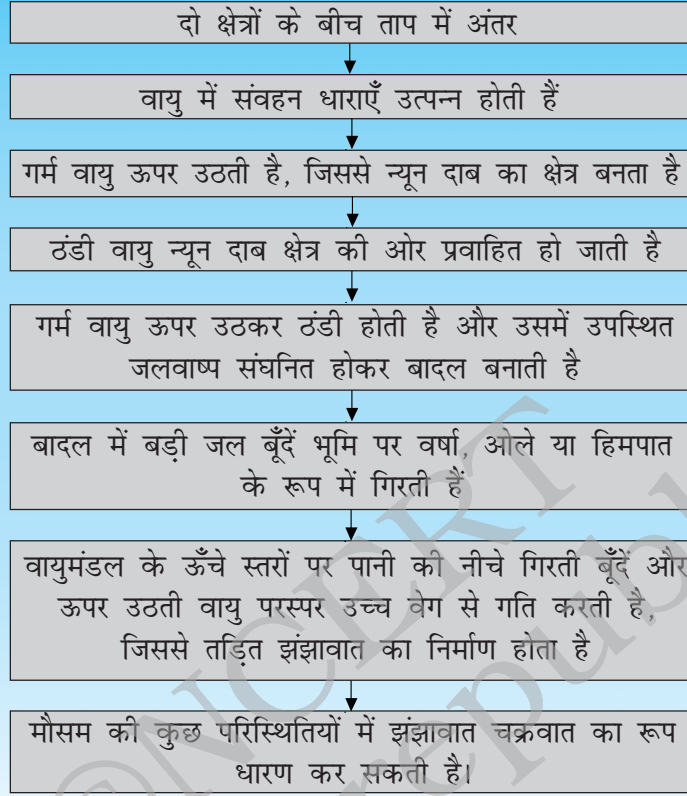 दो क्षेत्रों के बीच ताप में अंतर
वायु में संवहन धाराएँ उत्पन्न होती हैं
गर्म वायु ऊपर उठती है, जिससे न्यून दाब का क्षेत्र बनता है
ठंडी वायु न्यून दाब क्षेत्र की ओर प्रवाहित हो जाती है
गर्म वायु ऊपर उठकर ठंडी होती है और उसमें उपस्थित
जलवाष्प संघनित होकर बादल बनाती है
बादल में बड़ी जल बूँदें भूमि पर वर्षा, ओले या हिमपात
के रूप में गिरती हैं
वायुमंडल के ऊँचे स्तरों पर पानी की नीचे गिरती बूँदें और
ऊपर उठती वायु परस्पर उच्च वेग से गति करती है,
जिससे तड़ित झंझावात का निर्माण होता है
मौसम की कुछ परिस्थितियों में झंझावात चक्रवात का रूप
धारण कर सकती है।
©NCERT
republ